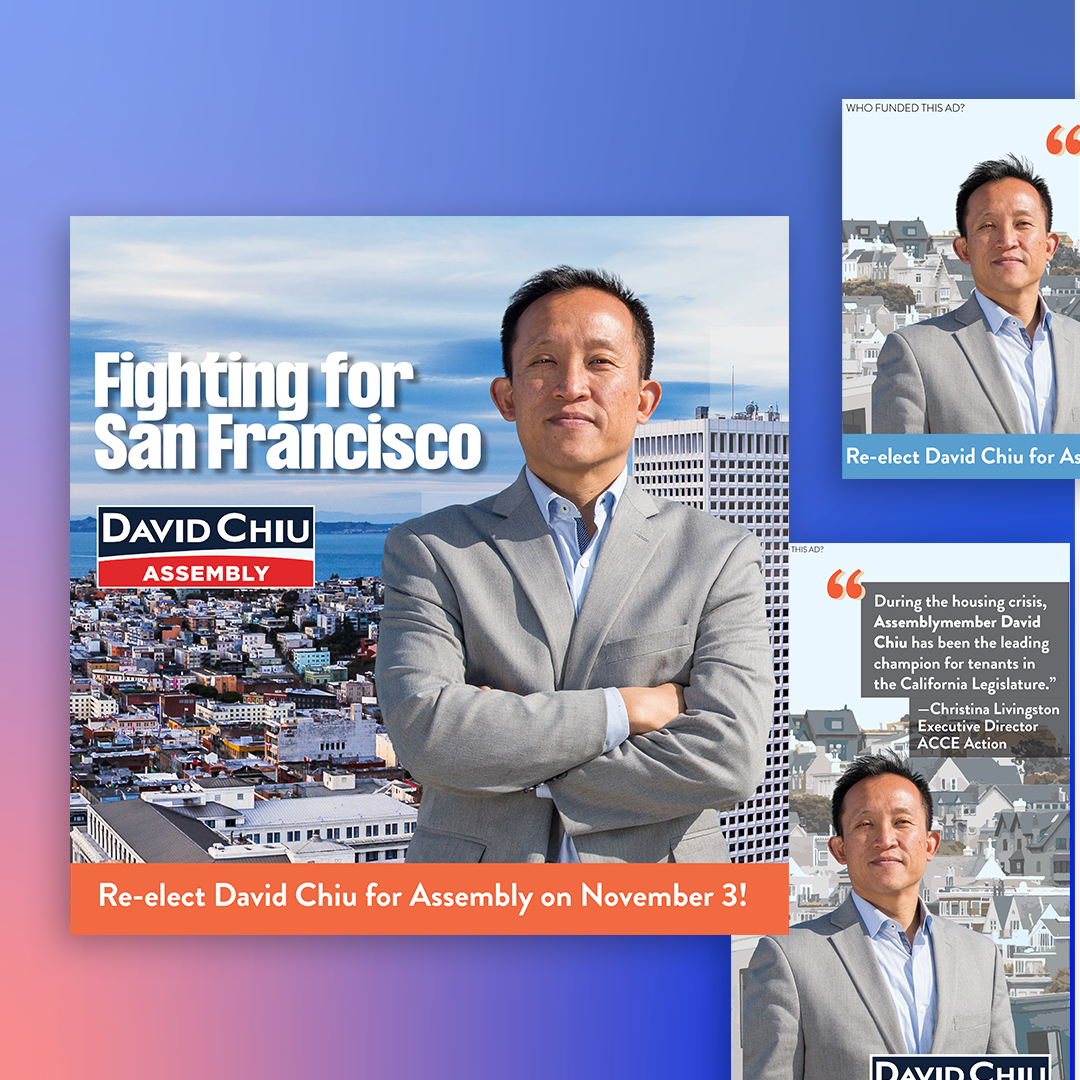 Fighting for
San Francisco
DAVID CHIU
ASSEMBLY
Re-elect David Chiu for Assembly on November 3!
WHO FUNDED THIS AD?
“
Re-elect David Chiu for As
THIS AD?
“
During the housing crisis,
Assemblymember David
Chiu has been the leading
champion for tenants in
the California Legislature.”
—Christina Livingston
Executive Director
ACCE Action
DAVID CHIU